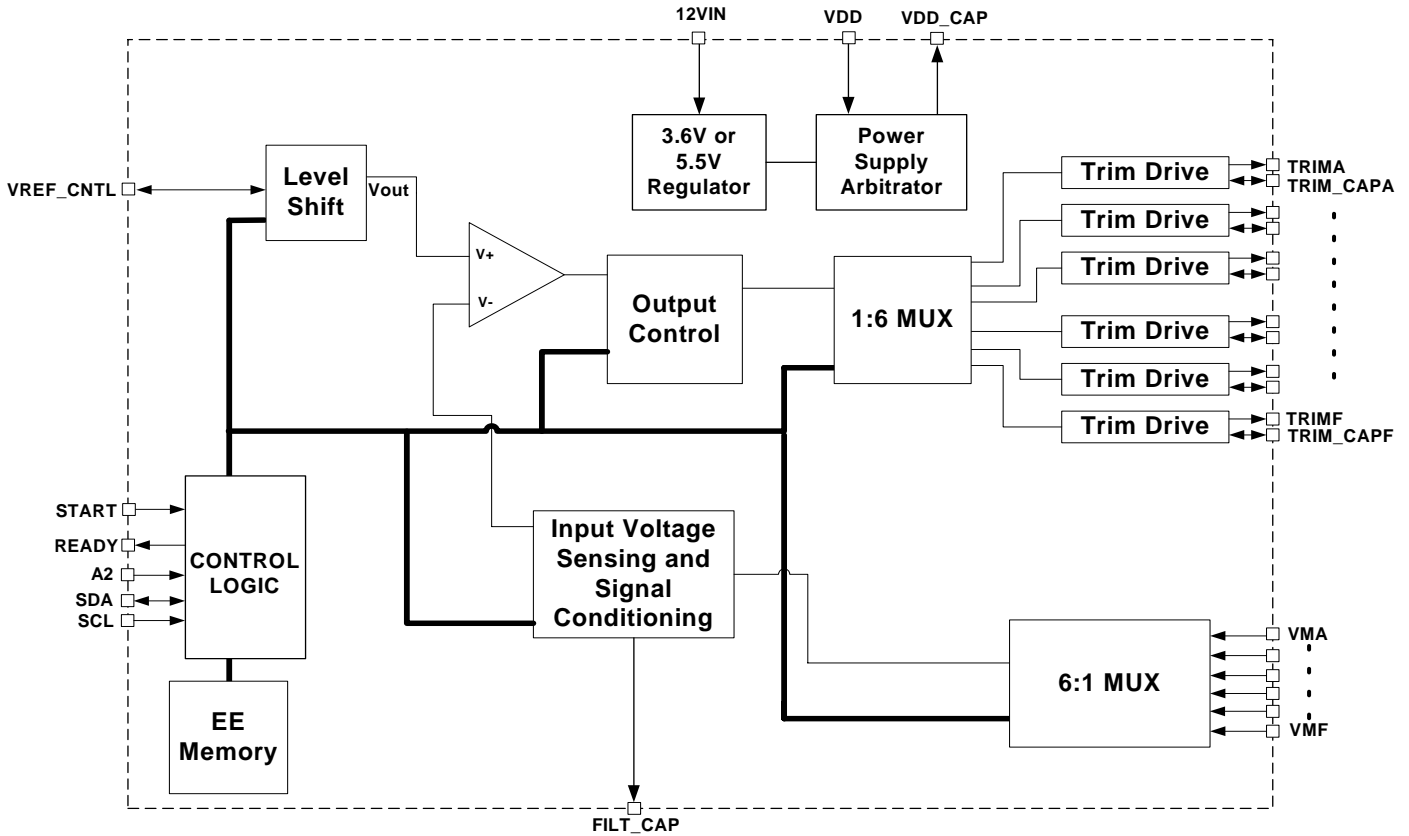 12VIN
VDD
VDD_CAP
3.6V or
5.5V
Regulator
Power
Supply
Arbitrator
VREF_CNTL
Level
Shift
Vout
V+
V-
Output
Control
1:6 MUX
Trim Drive
TRIMA
TRIM_CAPA
Trim Drive
Trim Drive
Trim Drive
Trim Drive
Trim Drive
TRIMF
TRIM_CAPF
START
READY
A2
SDA
SCL
CONTROL
LOGIC
EE
Memory
Input Voltage
Sensing and
Signal
Conditioning
6:1 MUX
VMA
VMF
FILT_CAP